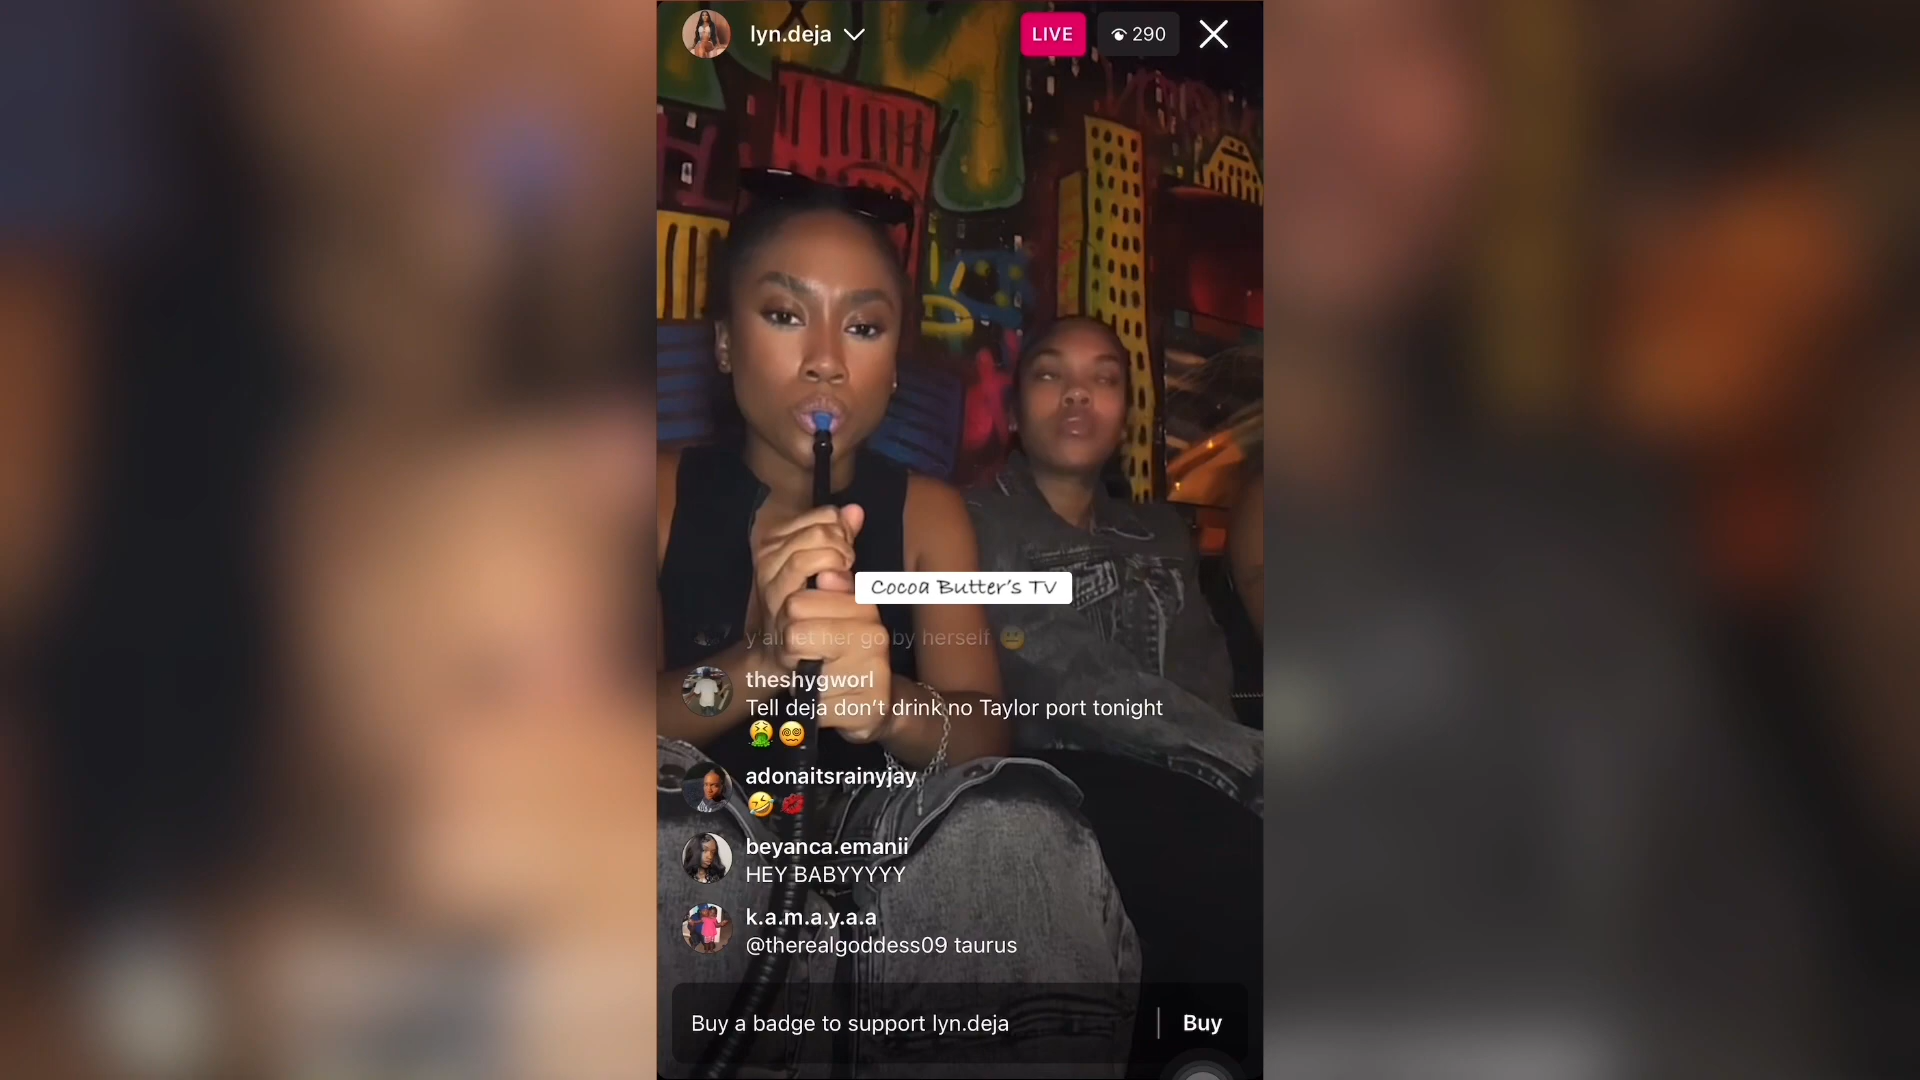 lyn.deja
LIVE
290
Cocoa Butter's TV
y'all let her go by herself 😐
theshygworl
Tell deja don’t drink no Taylor port tonight
🤮😵‍💫
adonaitsrainyjay
🤣💋
beyanca.emanii
HEY BABYYYYY
k.a.m.a.y.a.a
@therealgoddess09 taurus
Buy a badge to support lyn.deja | Buy